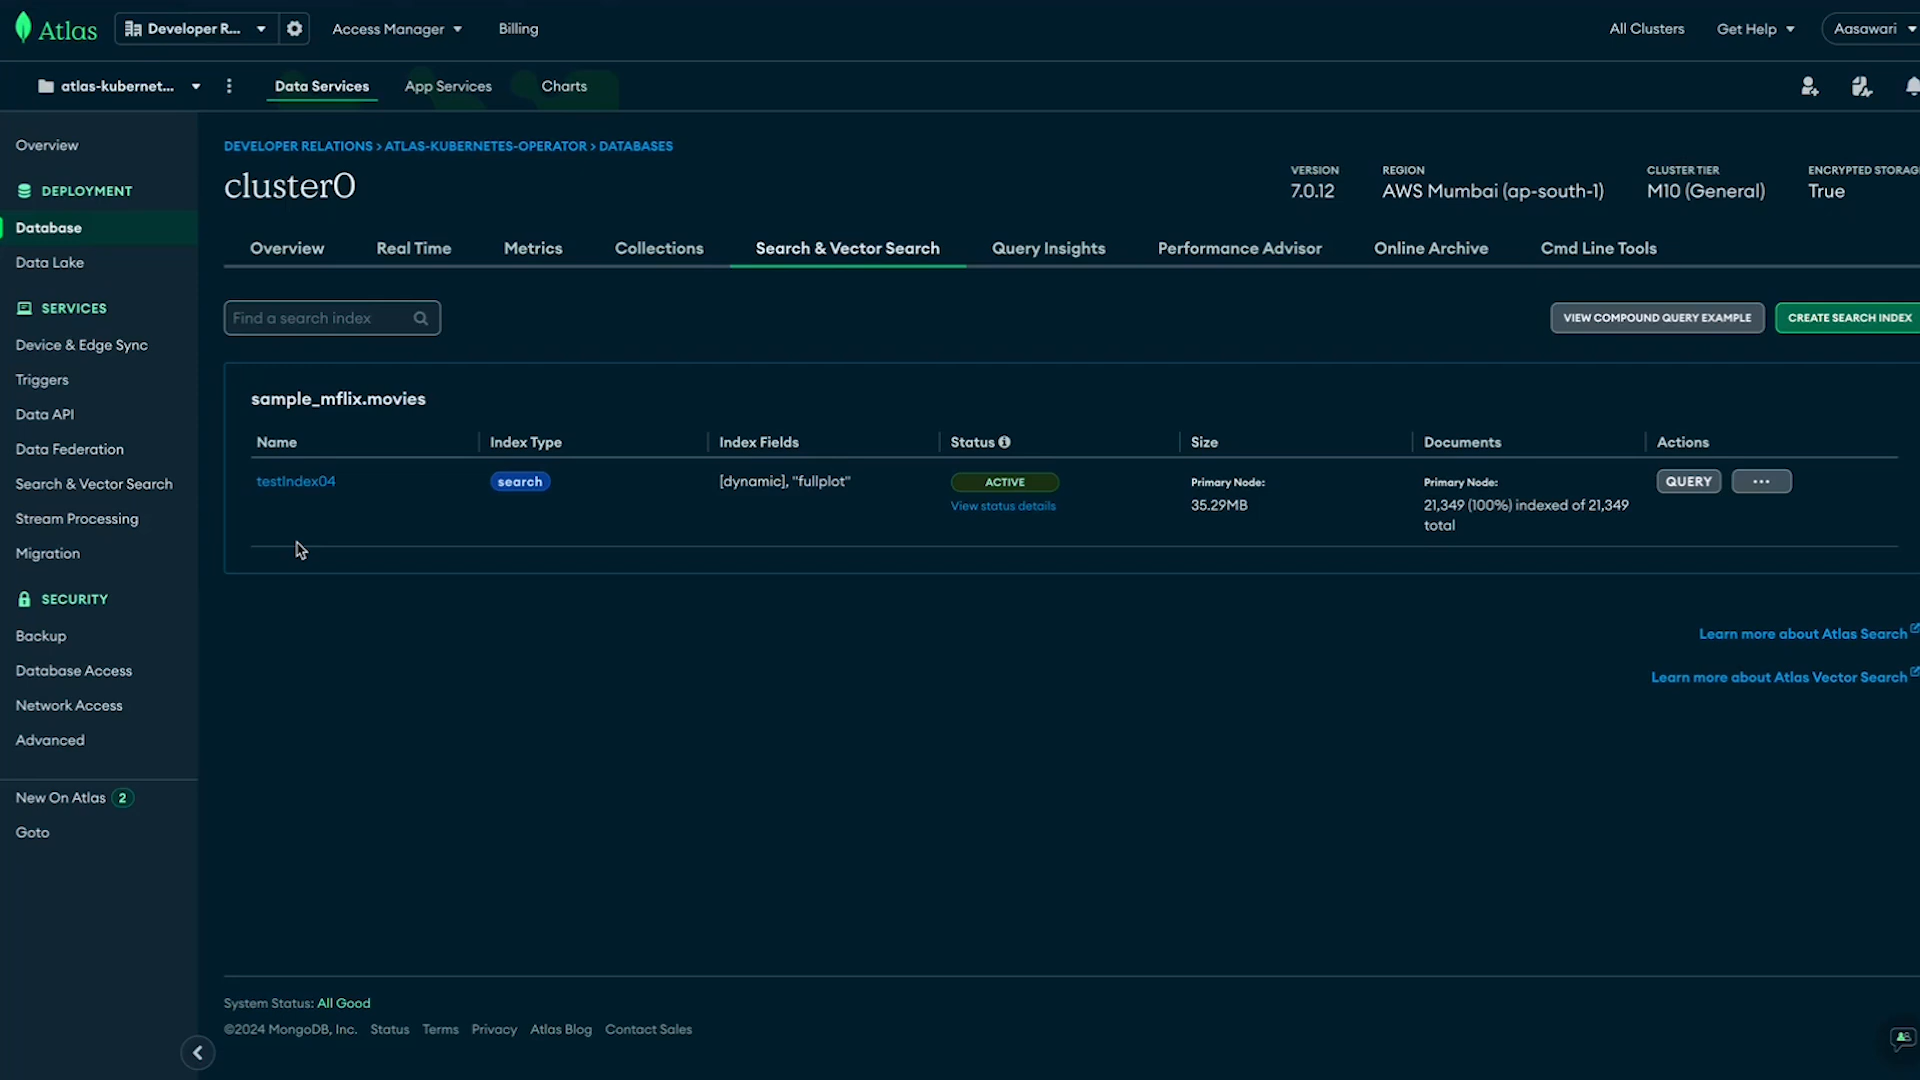 Atlas
Developer R...
Access Manager
Billing
All Clusters
Get Help
Aasawari
atlas-kubernet...
Data Services
App Services
Charts
Overview
DEPLOYMENT
Database
Data Lake
SERVICES
Device & Edge Sync
Triggers
Data API
Data Federation
Search & Vector Search
Stream Processing
Migration
SECURITY
Backup
Database Access
Network Access
Advanced
New On Atlas 2
Goto
DEVELOPER RELATIONS > ATLAS-KUBERNETES-OPERATOR > DATABASES
cluster0
VERSION
7.0.12
REGION
AWS Mumbai (ap-south-1)
CLUSTER TIER
M10 (General)
ENCRYPTED STORAG
True
Overview
Real Time
Metrics
Collections
Search & Vector Search
Query Insights
Performance Advisor
Online Archive
Cmd Line Tools
Find a search index
VIEW COMPOUND QUERY EXAMPLE
CREATE SEARCH INDEX
sample_mflix.movies
Name
Index Type
Index Fields
Status
Size
Documents
Actions
testIndex04
search
[dynamic], "fullplot"
ACTIVE
View status details
Primary Node:
35.29MB
Primary Node:
21,349 (100%) indexed of 21,349
total
QUERY
...
Learn more about Atlas Search
Learn more about Atlas Vector Search
System Status: All Good
©2024 MongoDB, Inc.
Status
Terms
Privacy
Atlas Blog
Contact Sales